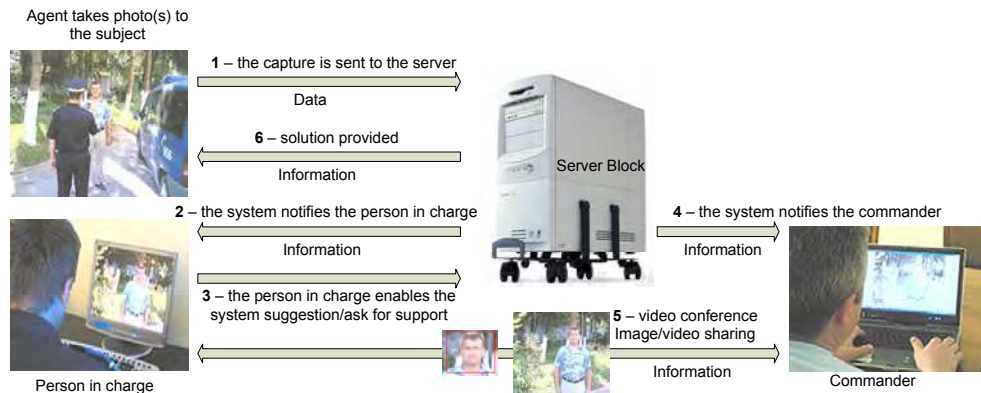 Agent takes photo(s) to
the subject
1 – the capture is sent to the server
Data
6 – solution provided
Information
Server Block
2 – the system notifies the person in charge
Information
4 – the system notifies the commander
Information
3 – the person in charge enables the
system suggestion/ask for support
5 – video conference
Image/video sharing
Information
Person in charge
Commander